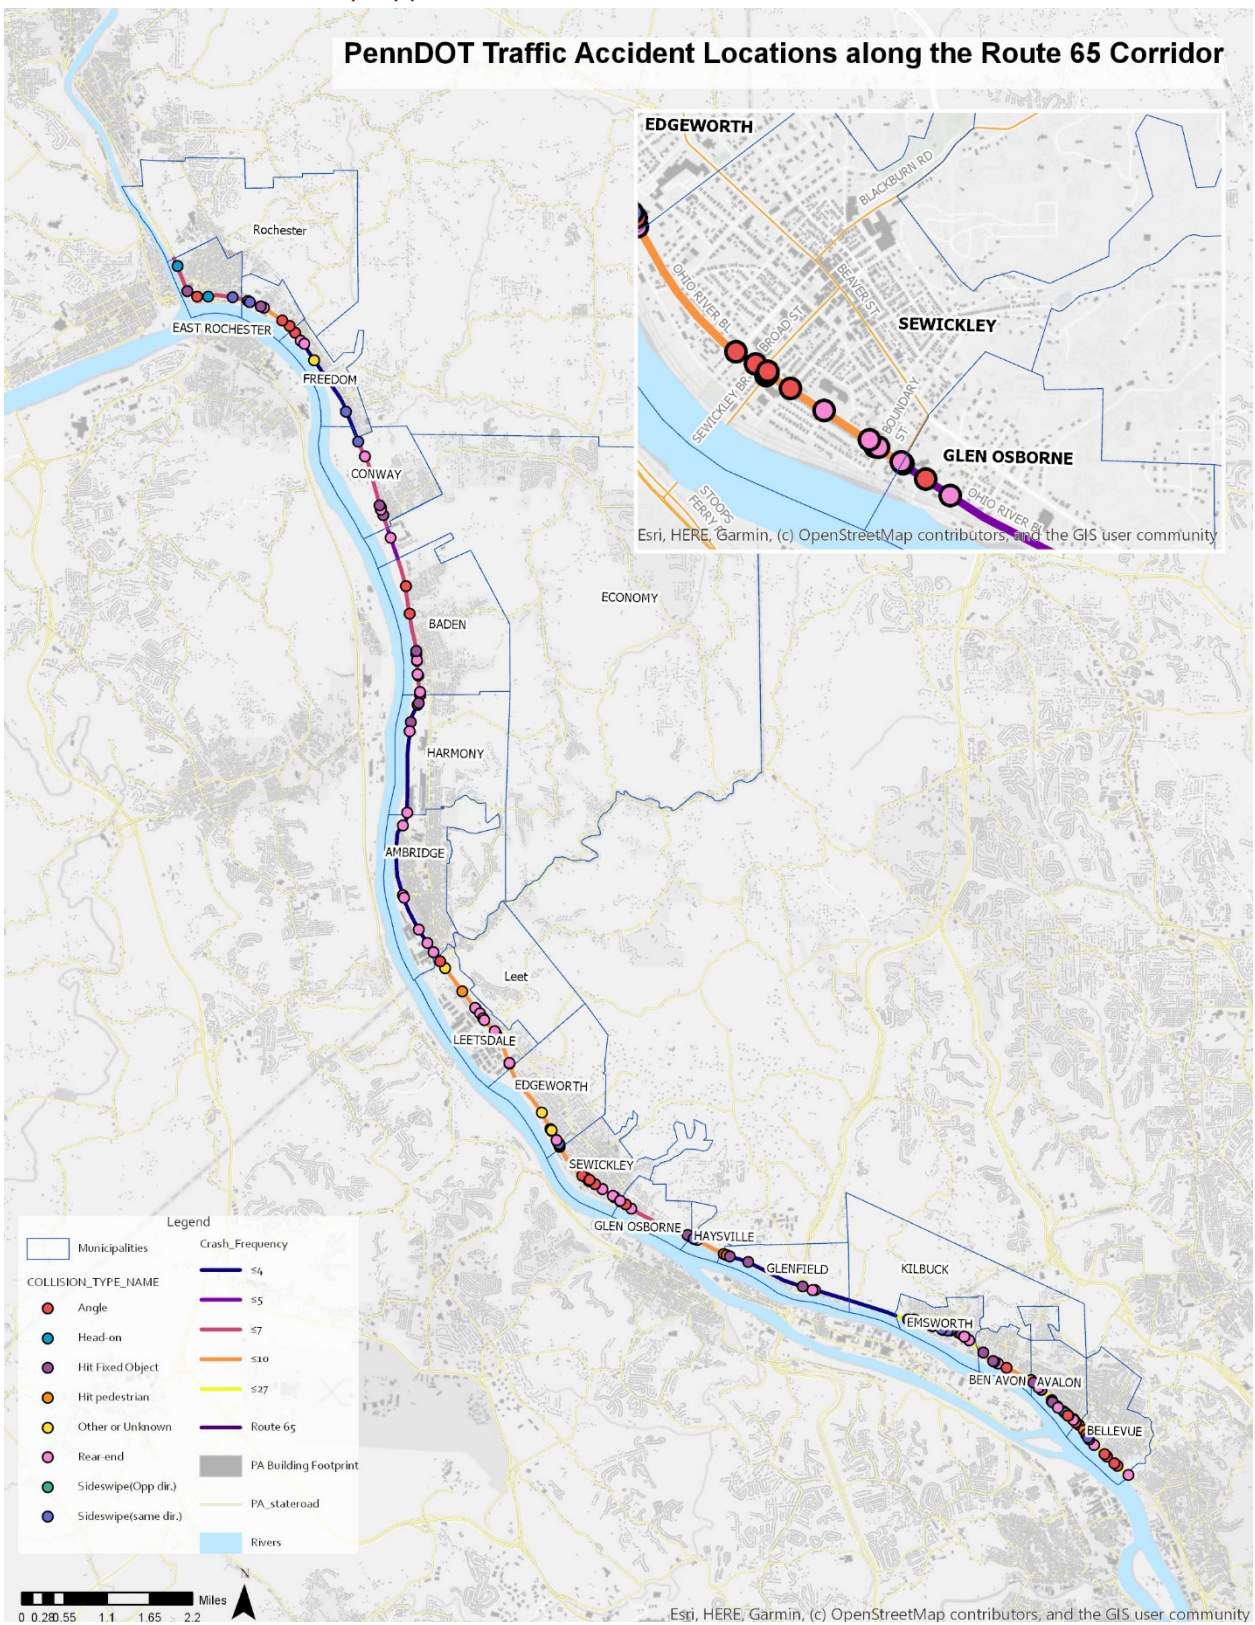 PennDOT Traffic Accident Locations along the Route 65 Corridor
EDGEWORTH
BLACKBURN RD
OHIO RIVER BL
BEAVER ST
BROAD ST
SEWICKLEY
SEWICKLEY BR
BOUNDARY
ST
GLEN OSBORNE
OHIO RIVER BL
STOOPS
FERRY
Esri, HERE, Garmin, (c) OpenStreetMap contributors, and the GIS user community
Rochester
EAST ROCHESTER
FREEDOM
CONWAY
ECONOMY
BADEN
HARMONY
AMBRIDGE
Leet
LEETSDALE
EDGEWORTH
SEWICKLEY
GLEN OSBORNE
HAYSVILLE
GLENFIELD
KILBUCK
EMSWORTH
BEN AVON
AVALON
BELLEVUE
Legend
Municipalities
COLLISION_TYPE_NAME
Angle
Head-on
Hit Fixed Object
Hit pedestrian
Other or Unknown
Rear-end
Sideswipe(Opp dir.)
Sideswipe(same dir.)
Crash_Frequency
≤4
≤5
≤7
≤10
≤27
Route 65
PA Building Footprint
PA_stateroad
Rivers
N
Miles
0 0.28 0.55 1.1 1.65 2.2
Esri, HERE, Garmin, (c) OpenStreetMap contributors, and the GIS user community